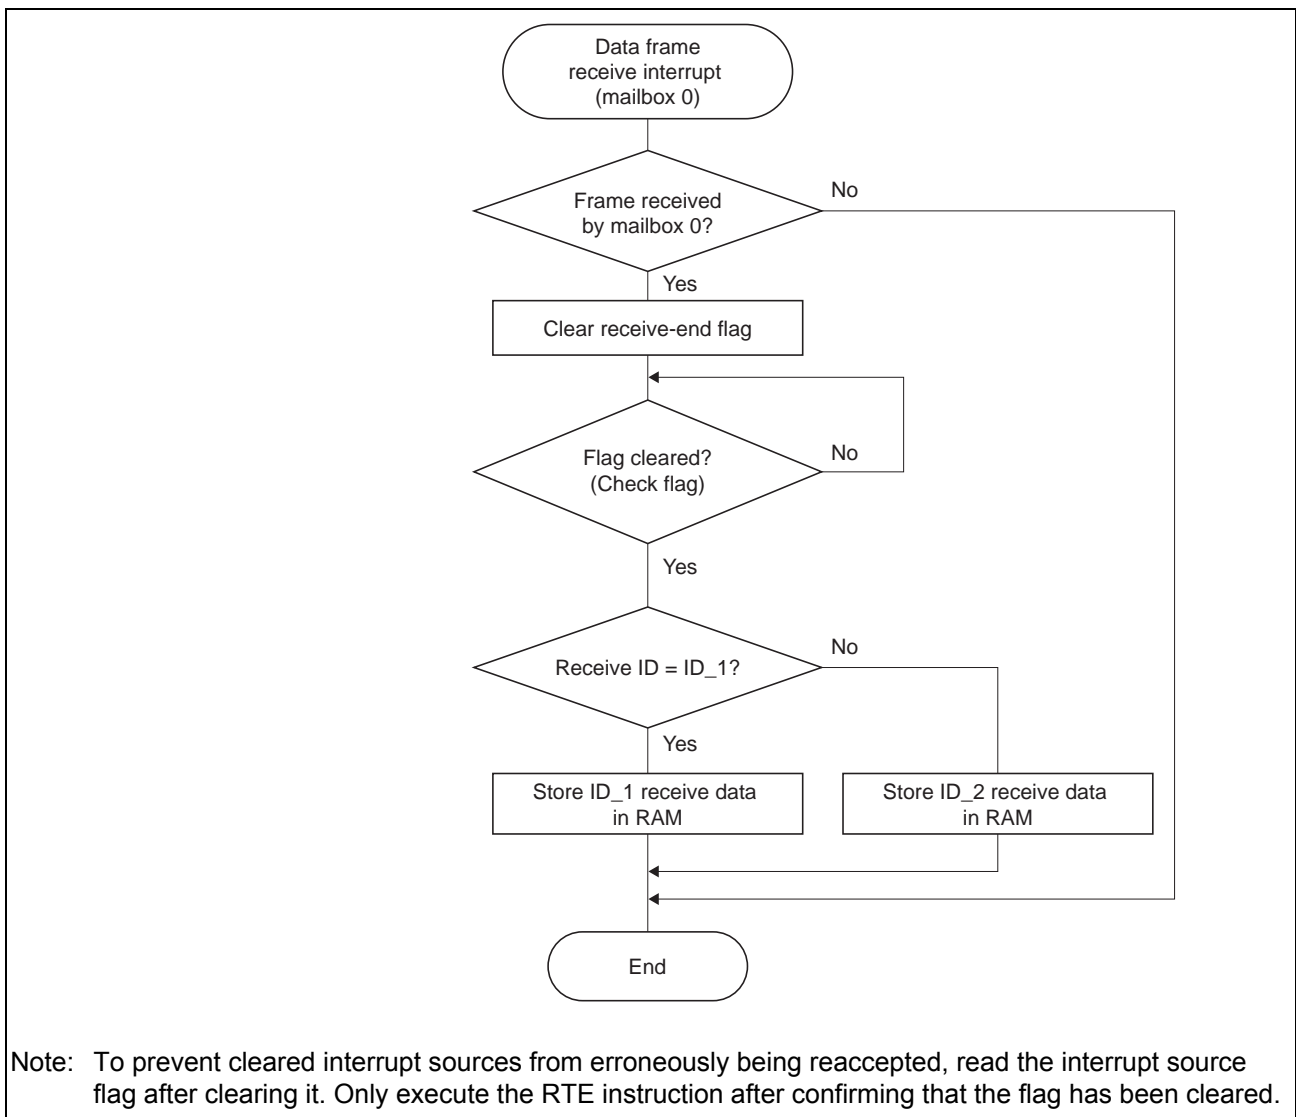 Data frame
receive interrupt
(mailbox 0)
Frame received
by mailbox 0?
No
Yes
Clear receive-end flag
Flag cleared?
(Check flag)
No
Yes
Receive ID = ID_1?
No
Yes
Store ID_1 receive data
in RAM
Store ID_2 receive data
in RAM
End
Note: To prevent cleared interrupt sources from erroneously being reaccepted, read the interrupt source
flag after clearing it. Only execute the RTE instruction after confirming that the flag has been cleared.